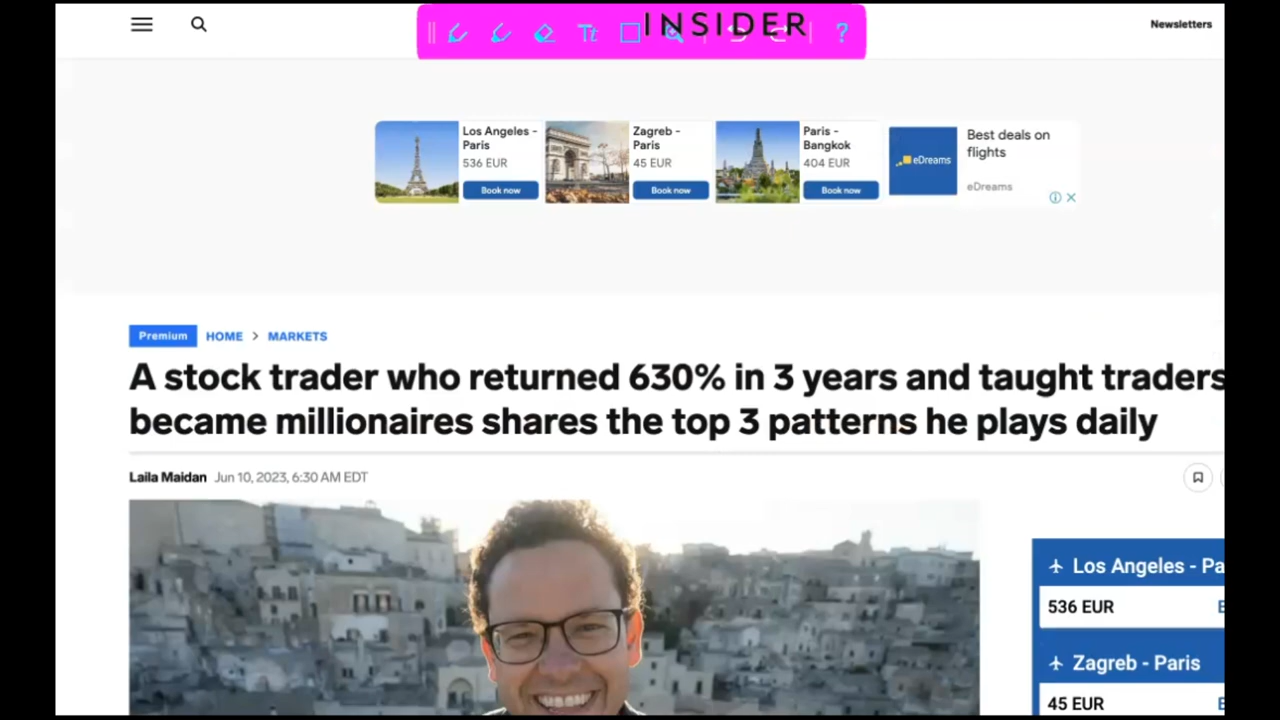 INSIDER
Tt
?
Newsletters
Los Angeles -
Paris
536 EUR
Book now
Zagreb -
Paris
45 EUR
Book now
Paris -
Bangkok
404 EUR
Book now
eDreams
Best deals on
flights
eDreams
Premium HOME > MARKETS
A stock trader who returned 630% in 3 years and taught traders
became millionaires shares the top 3 patterns he plays daily
Laila Maidan Jun 10, 2023, 6:30 AM EDT
Los Angeles - Pa
536 EUR
Zagreb - Paris
45 EUR